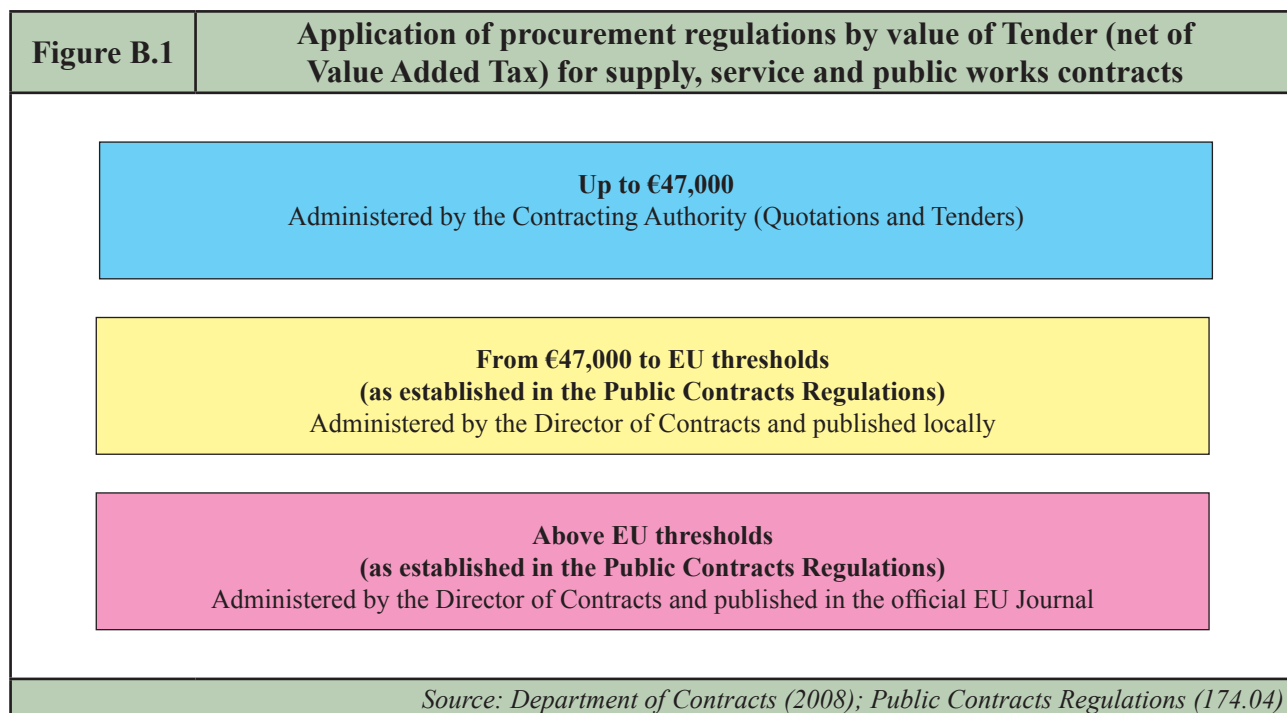 Figure B.1
Application of procurement regulations by value of Tender (net of
Value Added Tax) for supply, service and public works contracts
Up to €47,000
Administered by the Contracting Authority (Quotations and Tenders)
From €47,000 to EU thresholds
(as established in the Public Contracts Regulations)
Administered by the Director of Contracts and published locally
Above EU thresholds
(as established in the Public Contracts Regulations)
Administered by the Director of Contracts and published in the official EU Journal
Source: Department of Contracts (2008); Public Contracts Regulations (174.04)